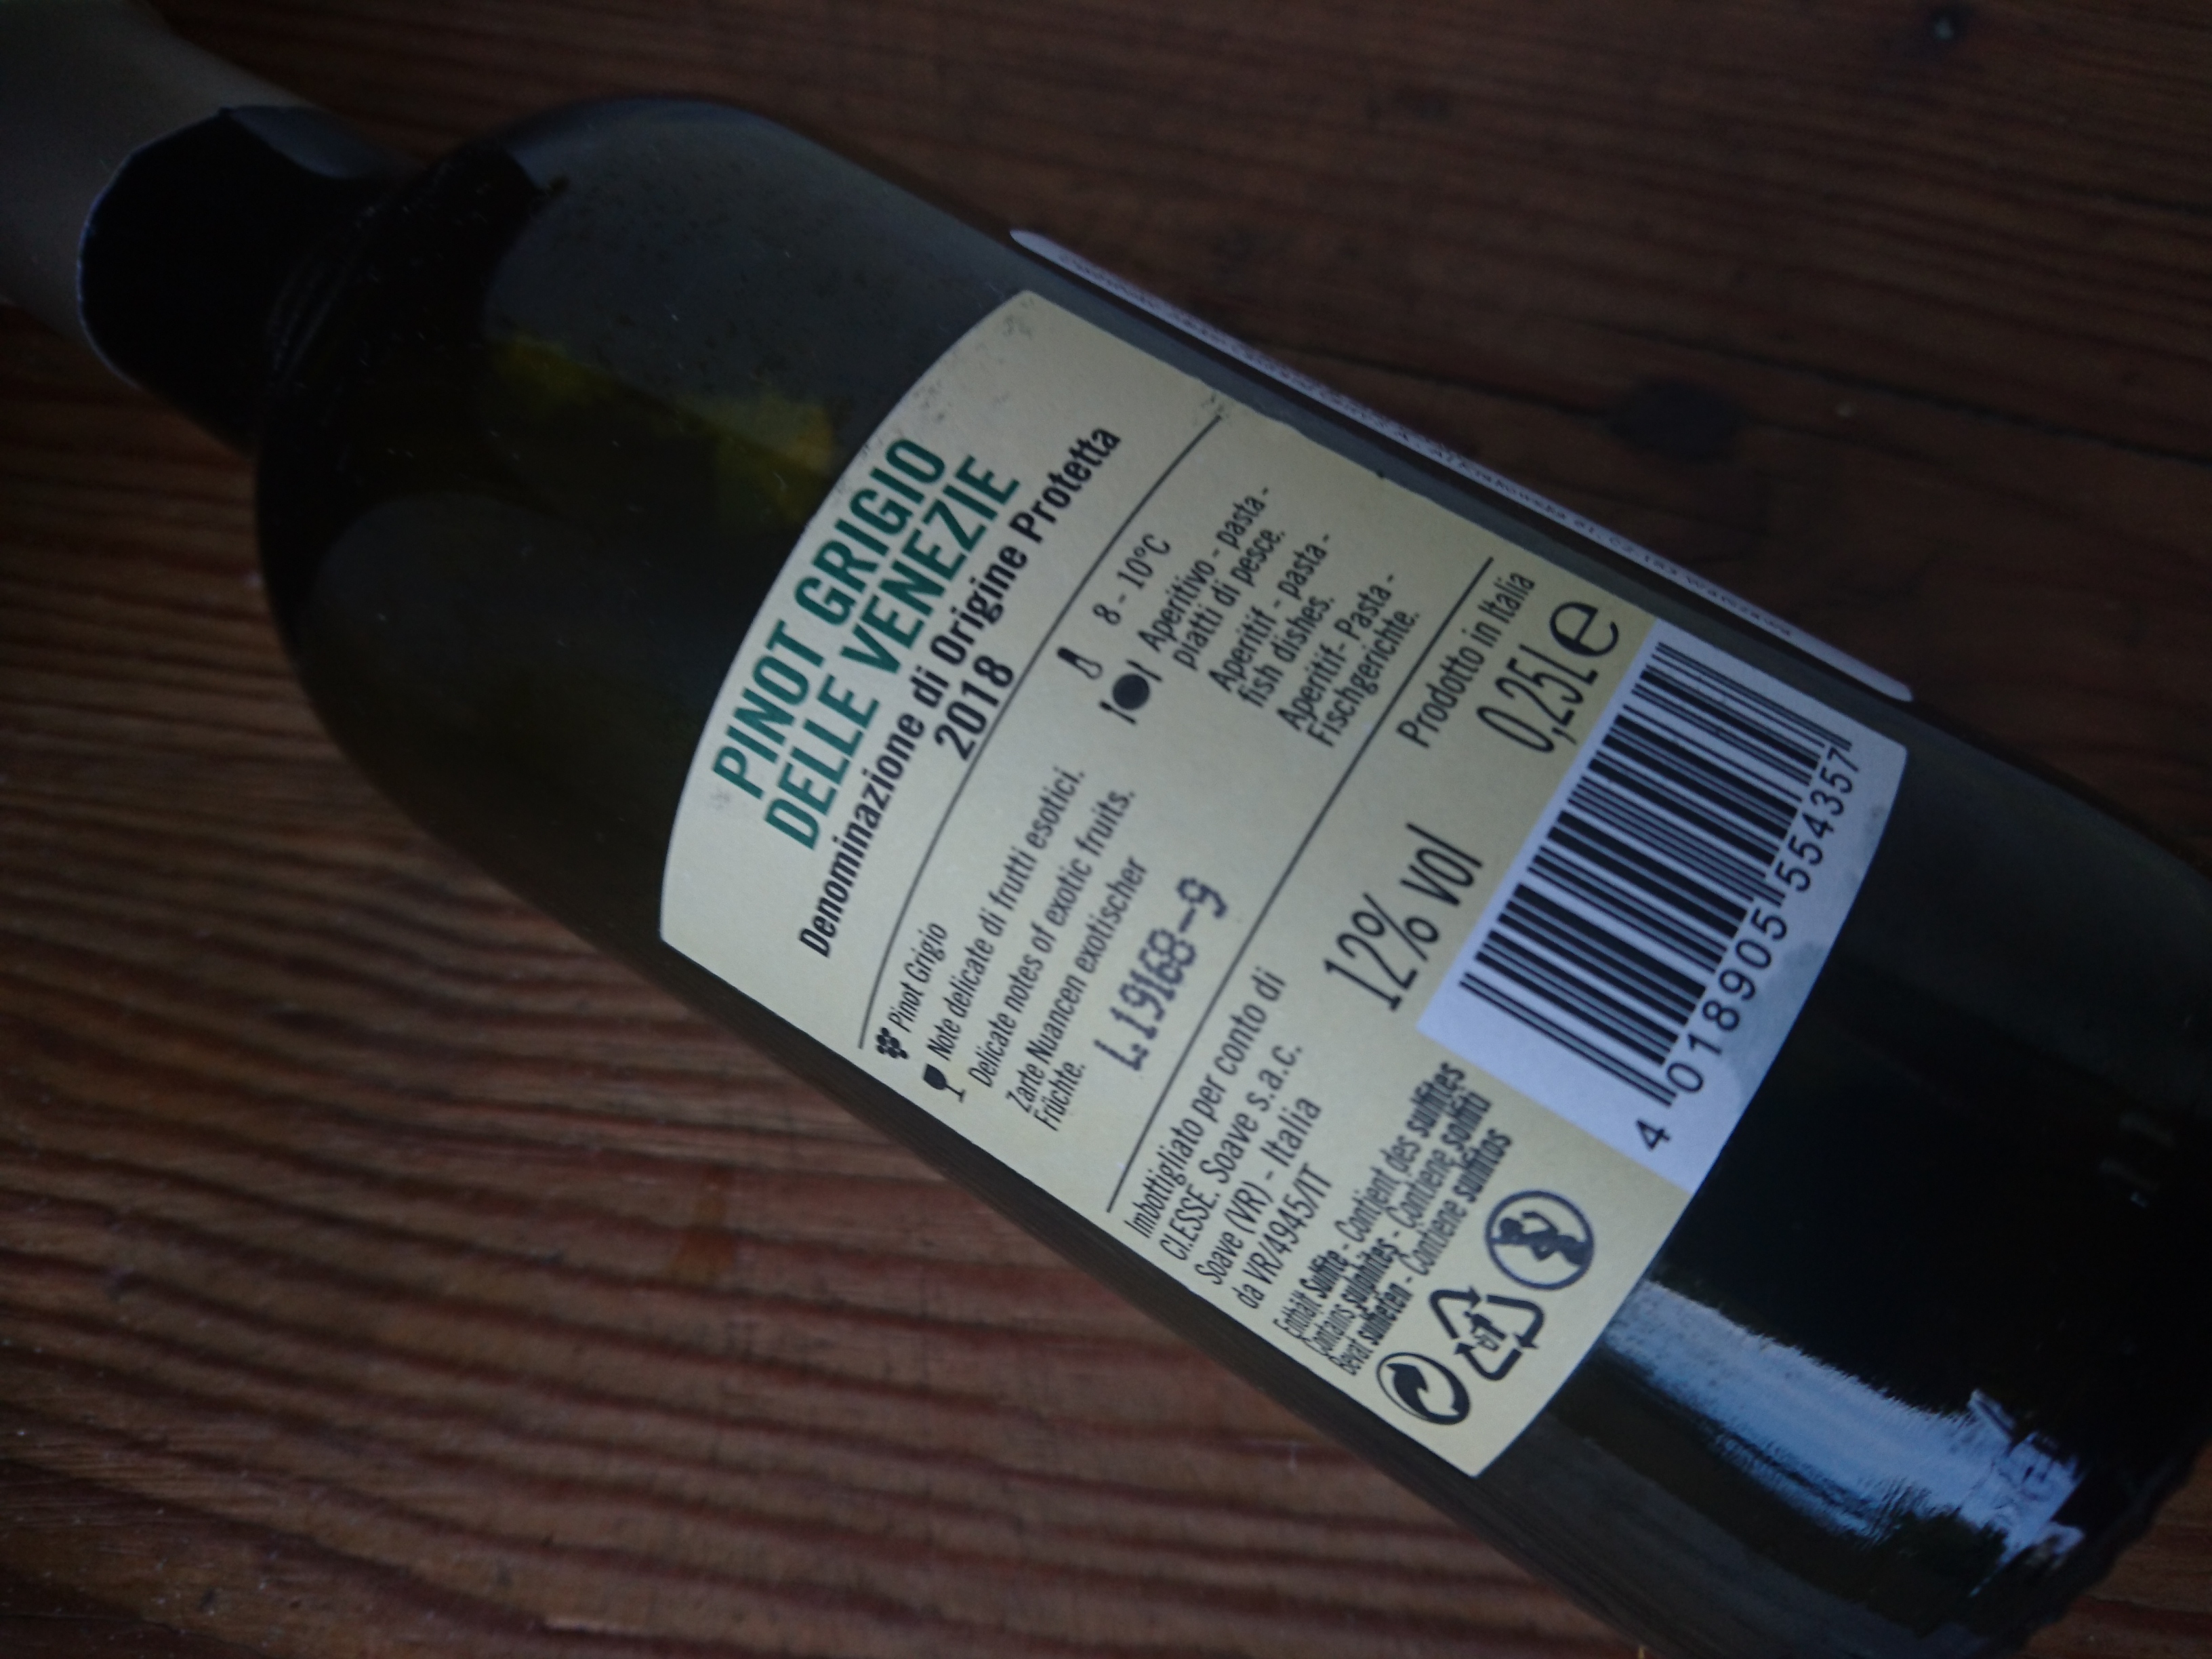 PINOT GRIGIO
DELLE VENEZIE
Denominazione di Origine Protetta
2018
Pinot Grigio
Note delicate di frutti esotici.
Delicate notes of exotic fruits.
Zarte Nuancen exotischer
Früchte.
L19168-9
8 - 10°C
Aperitivo - pasta -
piatti di pesce.
Aperitif - pasta -
fish dishes.
Aperitif- Pasta -
Fischgerichte.
Imbottigliato per conto di
CI.ESSE. Soave s.a.c.
Soave (VR) - Italia
da VR/4945/IT
12% vol
Prodotto in Italia
0,25L e
Enthält Sulfite - Contient des sulfites
Contains sulphites - Contiene solfiti
Bevat sulfieten - Contiene sulfitos
4 018905 554357